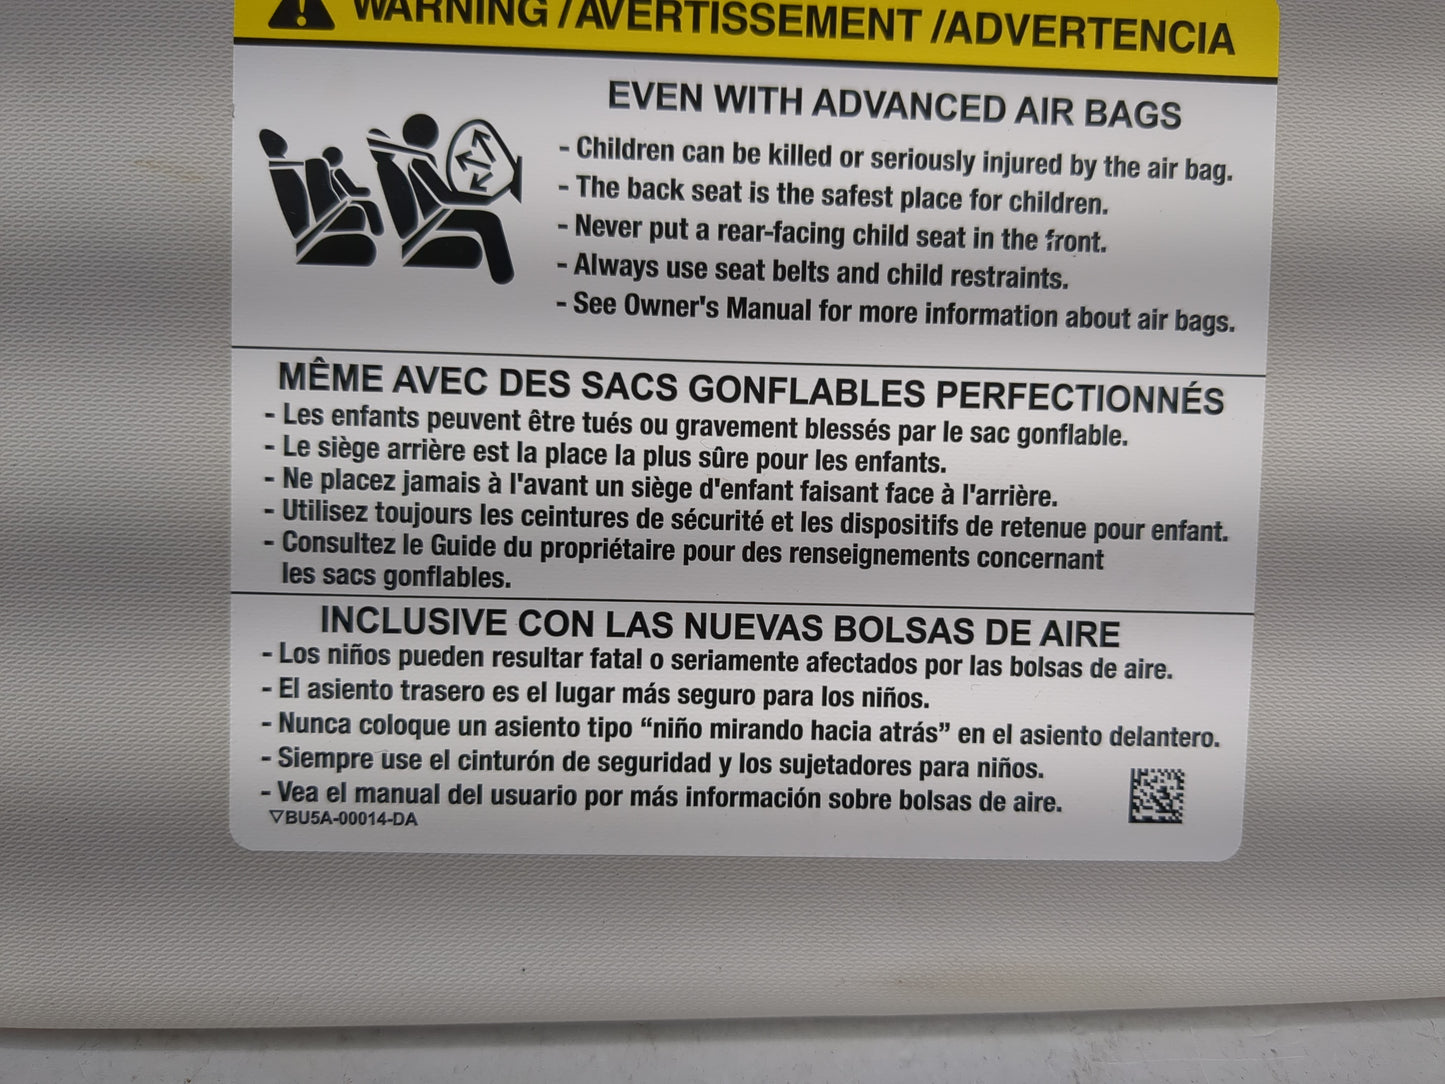 WARNING / AVERTISSEMENT / ADVERTENCIA
EVEN WITH ADVANCED AIR BAGS
- Children can be killed or seriously injured by the air bag.
- The back seat is the safest place for children.
- Never put a rear-facing child seat in the front.
- Always use seat belts and child restraints.
- See Owner's Manual for more information about air bags.
MÊME AVEC DES SACS GONFLABLES PERFECTIONNÉS
- Les enfants peuvent être tués ou gravement blessés par le sac gonflable.
- Le siège arrière est la place la plus sûre pour les enfants.
- Ne placez jamais à l'avant un siège d'enfant faisant face à l'arrière.
- Utilisez toujours les ceintures de sécurité et les dispositifs de retenue pour enfant.
- Consultez le Guide du propriétaire pour des renseignements concernant
les sacs gonflables.
INCLUSIVE CON LAS NUEVAS BOLSAS DE AIRE
- Los niños pueden resultar fatal o seriamente afectados por las bolsas de aire.
- El asiento trasero es el lugar más seguro para los niños.
- Nunca coloque un asiento tipo “niño mirando hacia atrás” en el asiento delantero.
- Siempre use el cinturón de seguridad y los sujetadores para niños.
- Vea el manual del usuario por más información sobre bolsas de aire.
▽BU5A-00014-DA